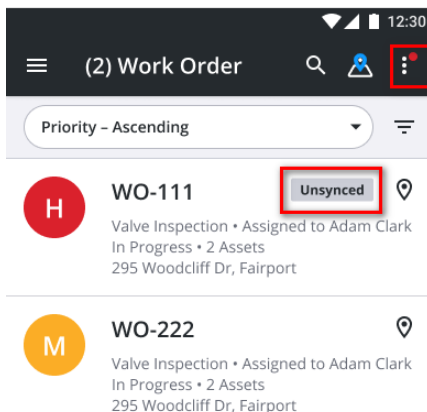 12:30
(2) Work Order
Priority – Ascending
WO-111 Unsynced
H
Valve Inspection • Assigned to Adam Clark
In Progress • 2 Assets
295 Woodcliff Dr, Fairport
WO-222
M
Valve Inspection • Assigned to Adam Clark
In Progress • 2 Assets
295 Woodcliff Dr, Fairport